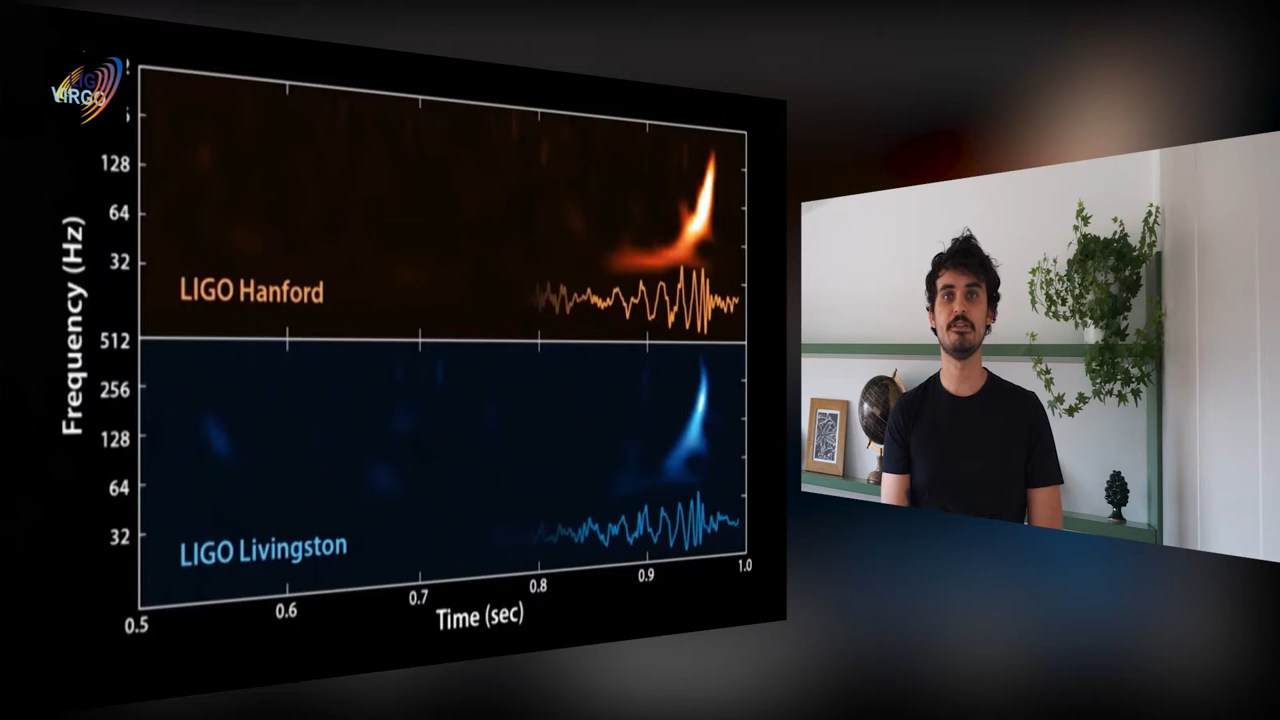 LIGO
VIRGO
Frequency (Hz)
128
64
32
LIGO Hanford
512
256
128
64
32
LIGO Livingston
0.5
0.6
0.7
0.8
0.9
1.0
Time (sec)